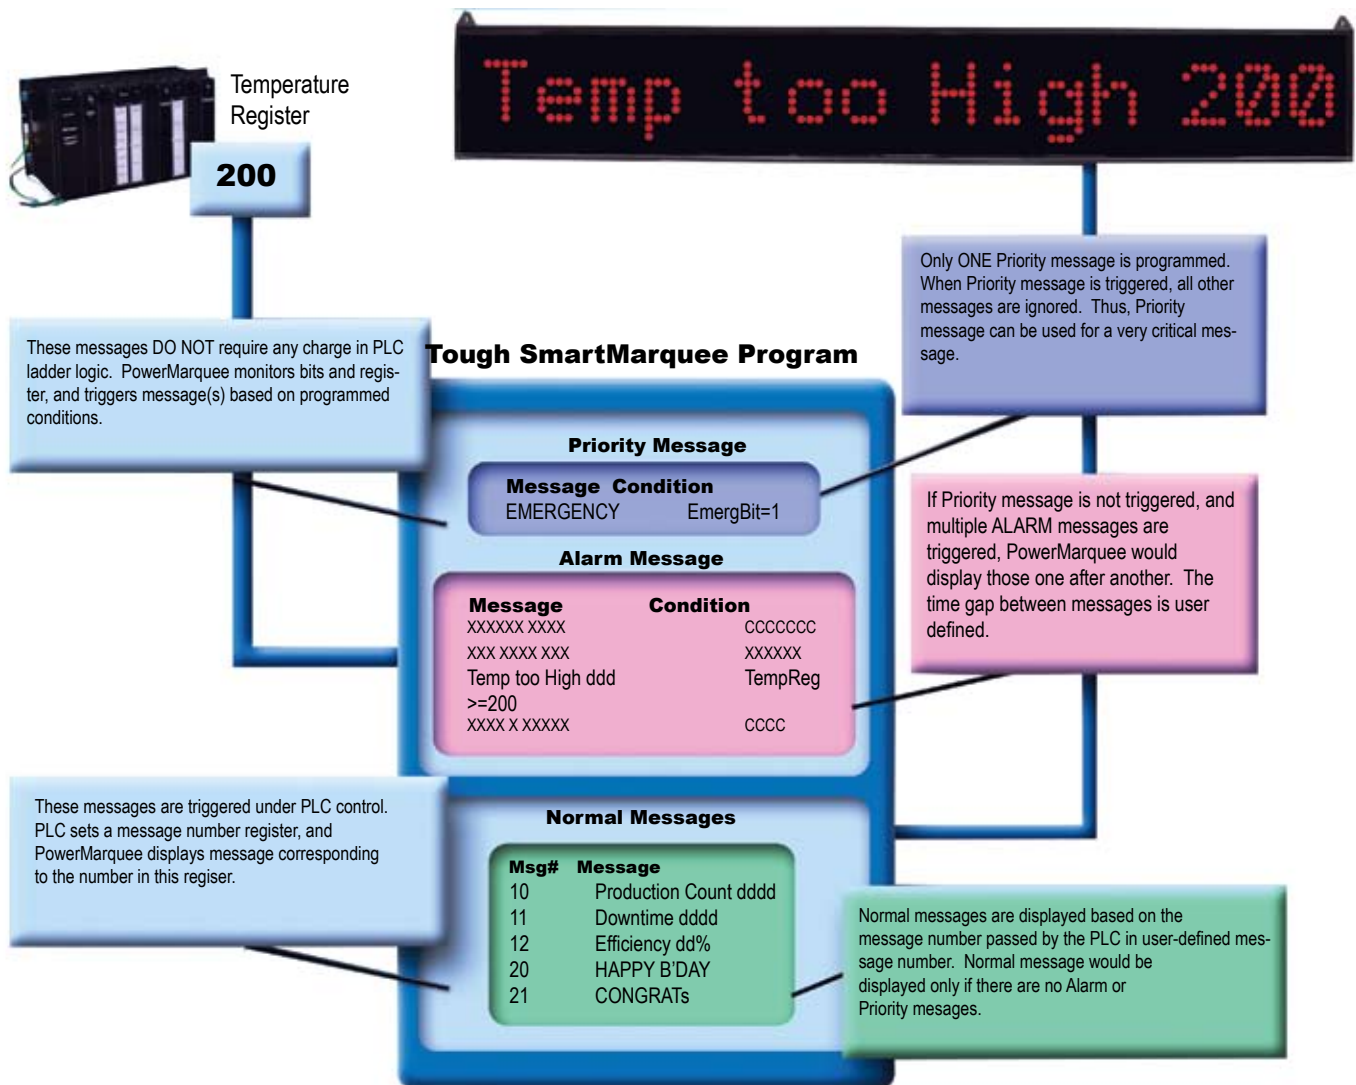 Temp too High 200
Temperature
Register
200
Only ONE Priority message is programmed.
When Priority message is triggered, all other
messages are ignored. Thus, Priority
message can be used for a very critical mes-
sage.
These messages DO NOT require any charge in PLC
ladder logic. PowerMarquee monitors bits and regis-
ter, and triggers message(s) based on programmed
conditions.
Tough SmartMarquee Program
Priority Message
Message Condition
EMERGENCY EmergBit=1
If Priority message is not triggered, and
multiple ALARM messages are
triggered, PowerMarquee would
display those one after another. The
time gap between messages is user
defined.
Alarm Message
Message Condition
XXXXXX XXXX CCCCCCC
XXX XXXX XXX XXXXXX
Temp too High ddd TempReg
>=200
XXXX X XXXXX CCCC
These messages are triggered under PLC control.
PLC sets a message number register, and
PowerMarquee displays message corresponding
to the number in this regiser.
Normal Messages
Msg# Message
10 Production Count dddd
11 Downtime dddd
12 Efficiency dd%
20 HAPPY B'DAY
21 CONGRATs
Normal messages are displayed based on the
message number passed by the PLC in user-defined mes-
sage number. Normal message would be
displayed only if there are no Alarm or
Priority mesages.